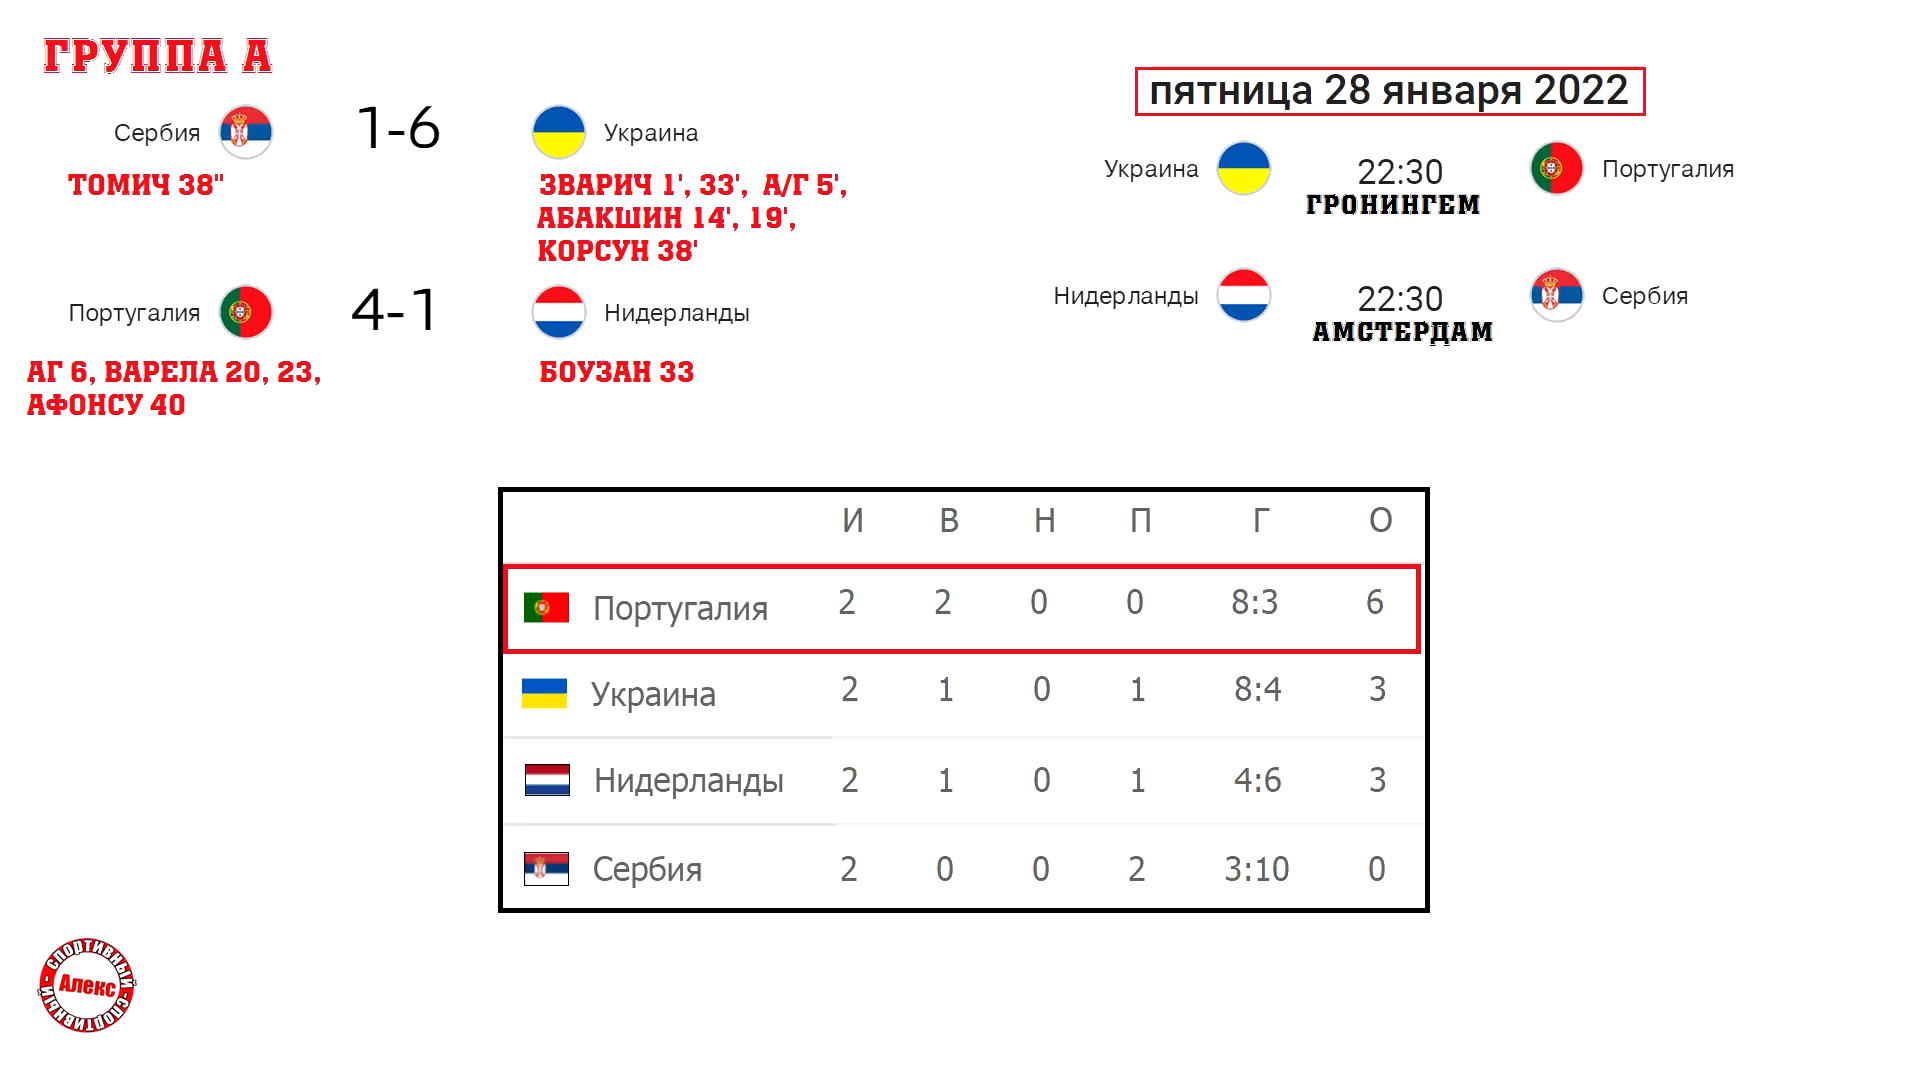 ГРУППА А
Сербия 1-6 Украина
ТОМИЧ 38"
ЗВАРИЧ 1', 33', А/Г 5',
АБАКШИН 14', 19',
КОРСУН 38'
Португалия 4-1 Нидерланды
АГ 6, ВАРЕЛА 20, 23,
АФОНСУ 40
БОУЗАН 33
пятница 28 января 2022
Украина 22:30 Португалия
ГРОНИНГЕМ
Нидерланды 22:30 Сербия
АМСТЕРДАМ
И В Н П Г О
Португалия 2 2 0 0 8:3 6
Украина 2 1 0 1 8:4 3
Нидерланды 2 1 0 1 4:6 3
Сербия 2 0 0 2 3:10 0
СПОРТИВНЫЙ
Алекс
СПОРТИВНЫЙ